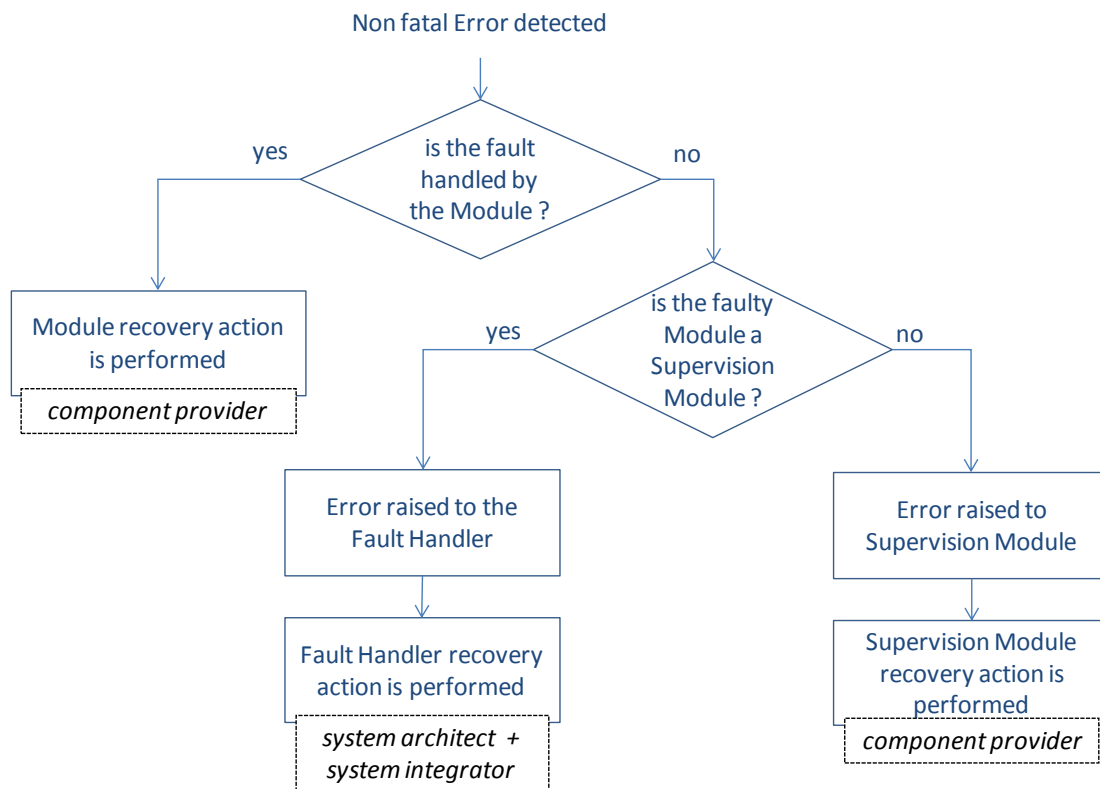 Non fatal Error detected
yes
is the fault
handled by
the Module ?
no
Module recovery action
is performed
component provider
yes
is the faulty
Module a
Supervision
Module ?
no
Error raised to the
Fault Handler
Error raised to
Supervision Module
Fault Handler recovery
action is performed
system architect +
system integrator
Supervision Module
recovery action is
performed
component provider